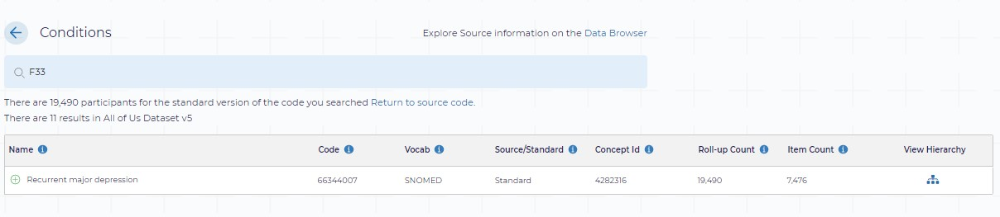 Conditions
Explore Source information on the Data Browser
F33
There are 19,490 participants for the standard version of the code you searched Return to source code.
There are 11 results in All of Us Dataset v5
Name Code Vocab Source/Standard Concept Id Roll-up Count Item Count View Hierarchy
Recurrent major depression 66344007 SNOMED Standard 4282316 19,490 7,476